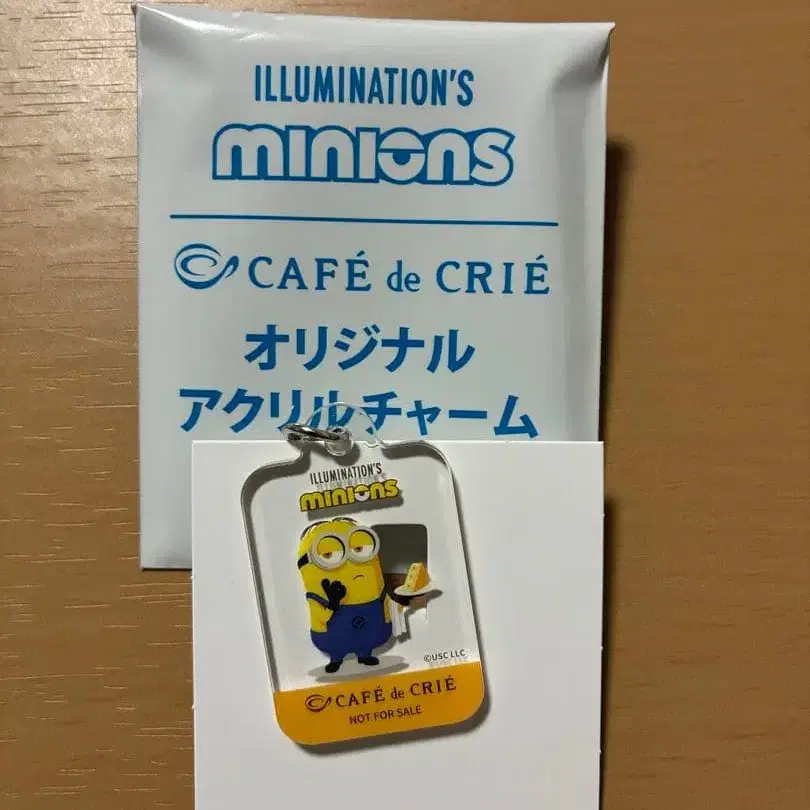 ILLUMINATION'S
minions
CAFÉ de CRIÉ
オリジナル
アクリルチャーム
ILLUMINATION'S
minions
©USC LLC
CAFÉ de CRIÉ
NOT FOR SALE